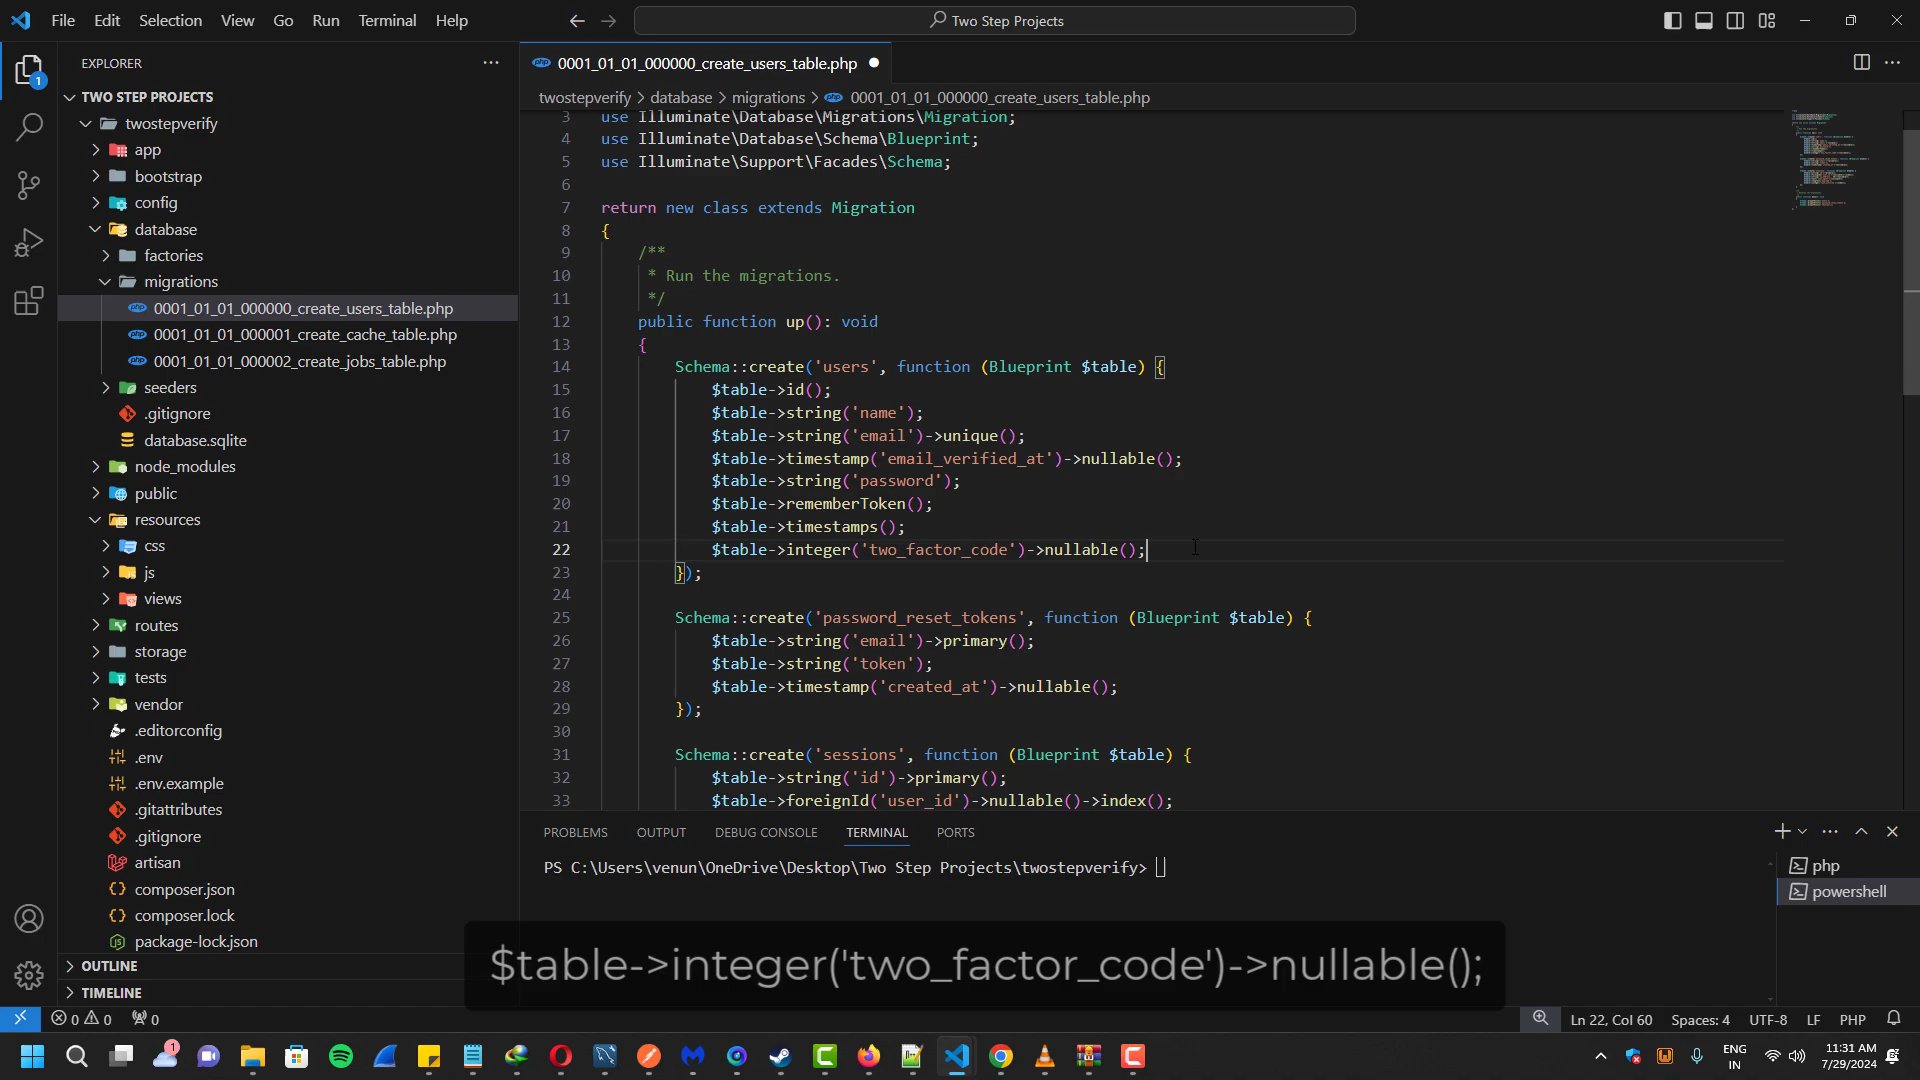 File Edit Selection View Go Run Terminal Help
Two Step Projects
EXPLORER
TWO STEP PROJECTS
twostepverify
app
bootstrap
config
database
factories
migrations
0001_01_01_000000_create_users_table.php
0001_01_01_000001_create_cache_table.php
0001_01_01_000002_create_jobs_table.php
seeders
.gitignore
database.sqlite
node_modules
public
resources
css
js
views
routes
storage
tests
vendor
.editorconfig
.env
.env.example
.gitattributes
.gitignore
artisan
composer.json
composer.lock
package-lock.json
OUTLINE
TIMELINE
0001_01_01_000000_create_users_table.php
twostepverify > database > migrations > 0001_01_01_000000_create_users_table.php
3 use Illuminate\Database\Migrations\Migration;
4 use Illuminate\Database\Schema\Blueprint;
5 use Illuminate\Support\Facades\Schema;
6
7 return new class extends Migration
8 {
9 /**
10 * Run the migrations.
11 */
12 public function up(): void
13 {
14 Schema::create('users', function (Blueprint $table) {
15 $table->id();
16 $table->string('name');
17 $table->string('email')->unique();
18 $table->timestamp('email_verified_at')->nullable();
19 $table->string('password');
20 $table->rememberToken();
21 $table->timestamps();
22 $table->integer('two_factor_code')->nullable();
23 });
24
25 Schema::create('password_reset_tokens', function (Blueprint $table) {
26 $table->string('email')->primary();
27 $table->string('token');
28 $table->timestamp('created_at')->nullable();
29 });
30
31 Schema::create('sessions', function (Blueprint $table) {
32 $table->string('id')->primary();
33 $table->foreignId('user_id')->nullable()->index();
PROBLEMS OUTPUT DEBUG CONSOLE TERMINAL PORTS
PS C:\Users\venun\OneDrive\Desktop\Two Step Projects\twostepverify>
php
powershell
$table->integer('two_factor_code')->nullable();
0 0 0
Ln 22, Col 60 Spaces: 4 UTF-8 LF PHP
1
1
ENG
IN
11:31 AM
7/29/2024